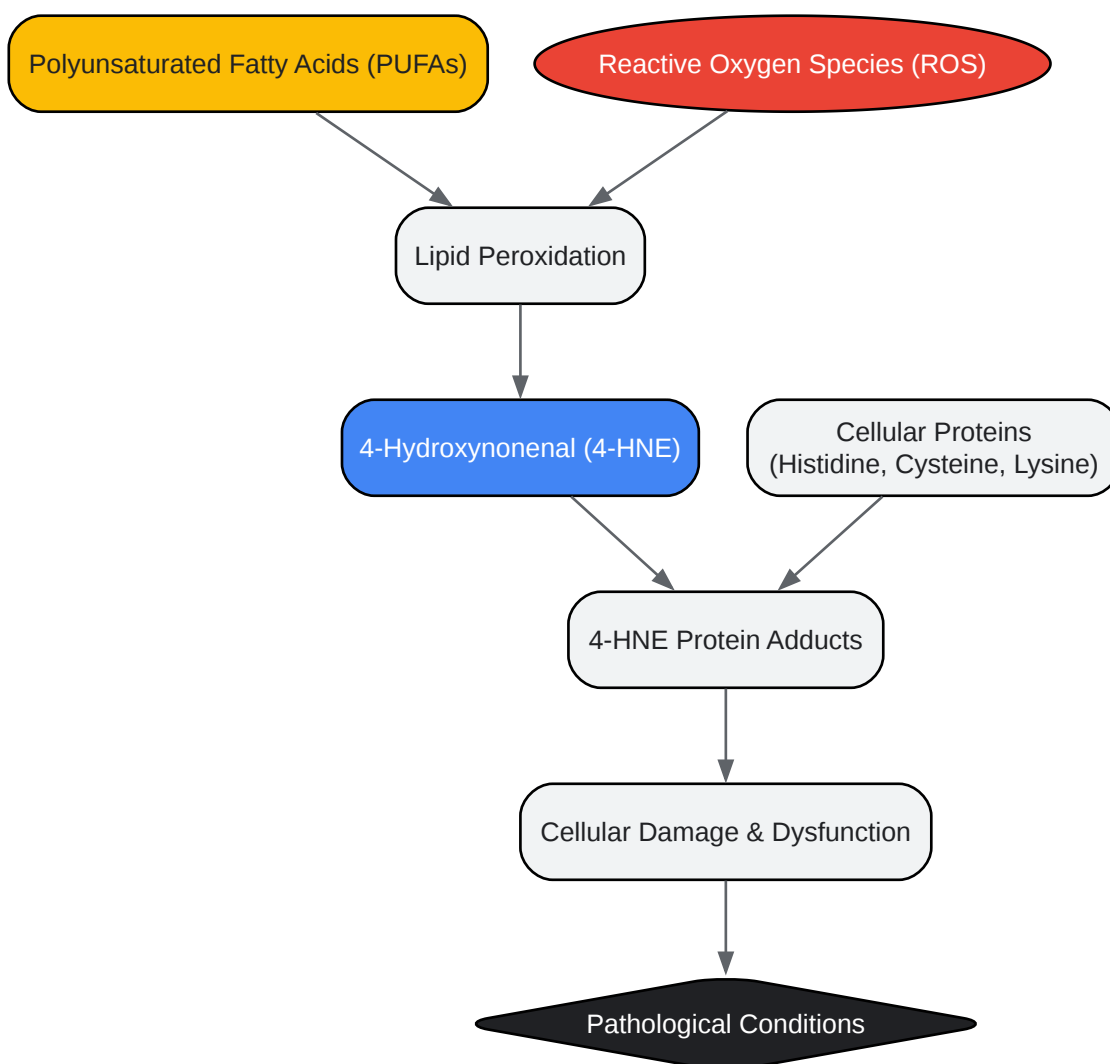 Polyunsaturated Fatty Acids (PUFAs)
Reactive Oxygen Species (ROS)
Lipid Peroxidation
4-Hydroxynonenal (4-HNE)
Cellular Proteins
(Histidine, Cysteine, Lysine)
4-HNE Protein Adducts
Cellular Damage & Dysfunction
Pathological Conditions